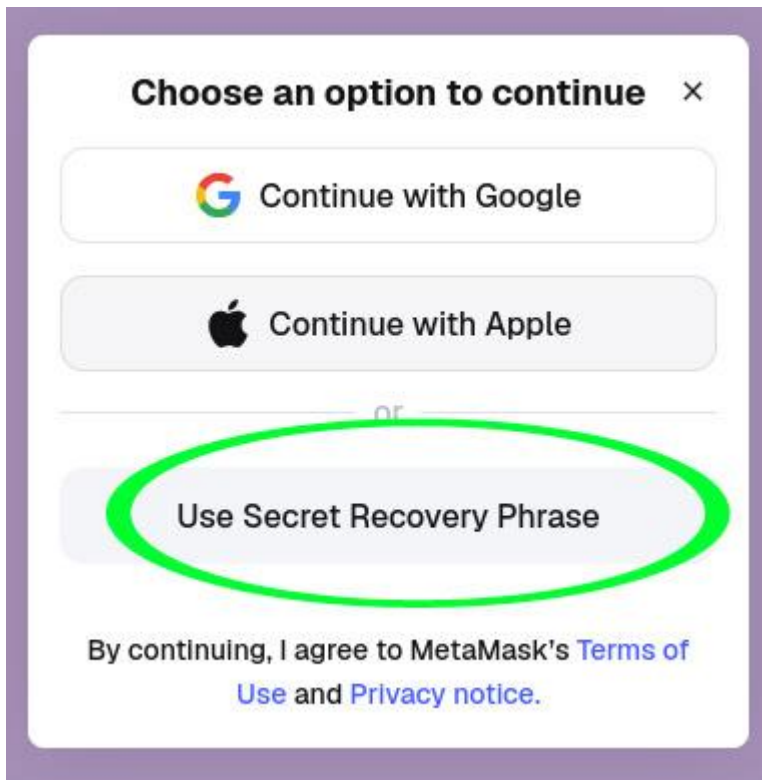 Choose an option to continue ×
Continue with Google
Continue with Apple
or
Use Secret Recovery Phrase
By continuing, I agree to MetaMask’s Terms of
Use and Privacy notice.